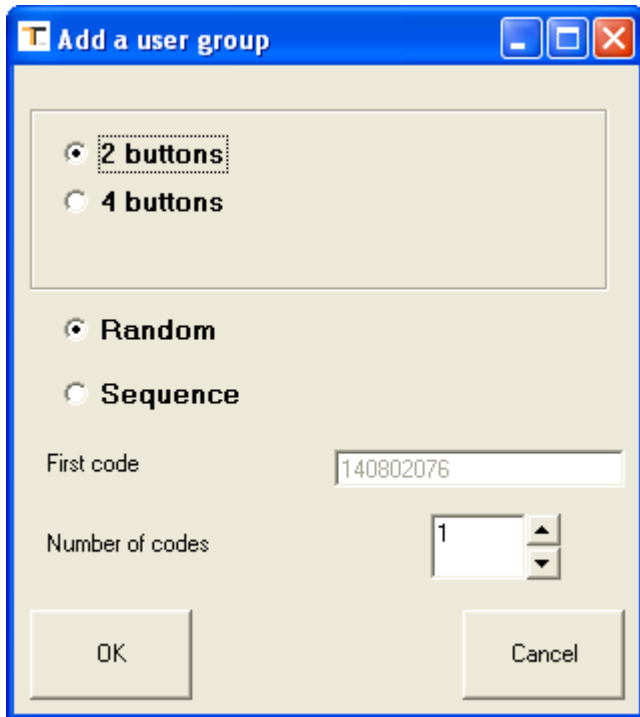 T Add a user group
2 buttons
4 buttons
Random
Sequence
First code 140802076
Number of codes 1
OK Cancel